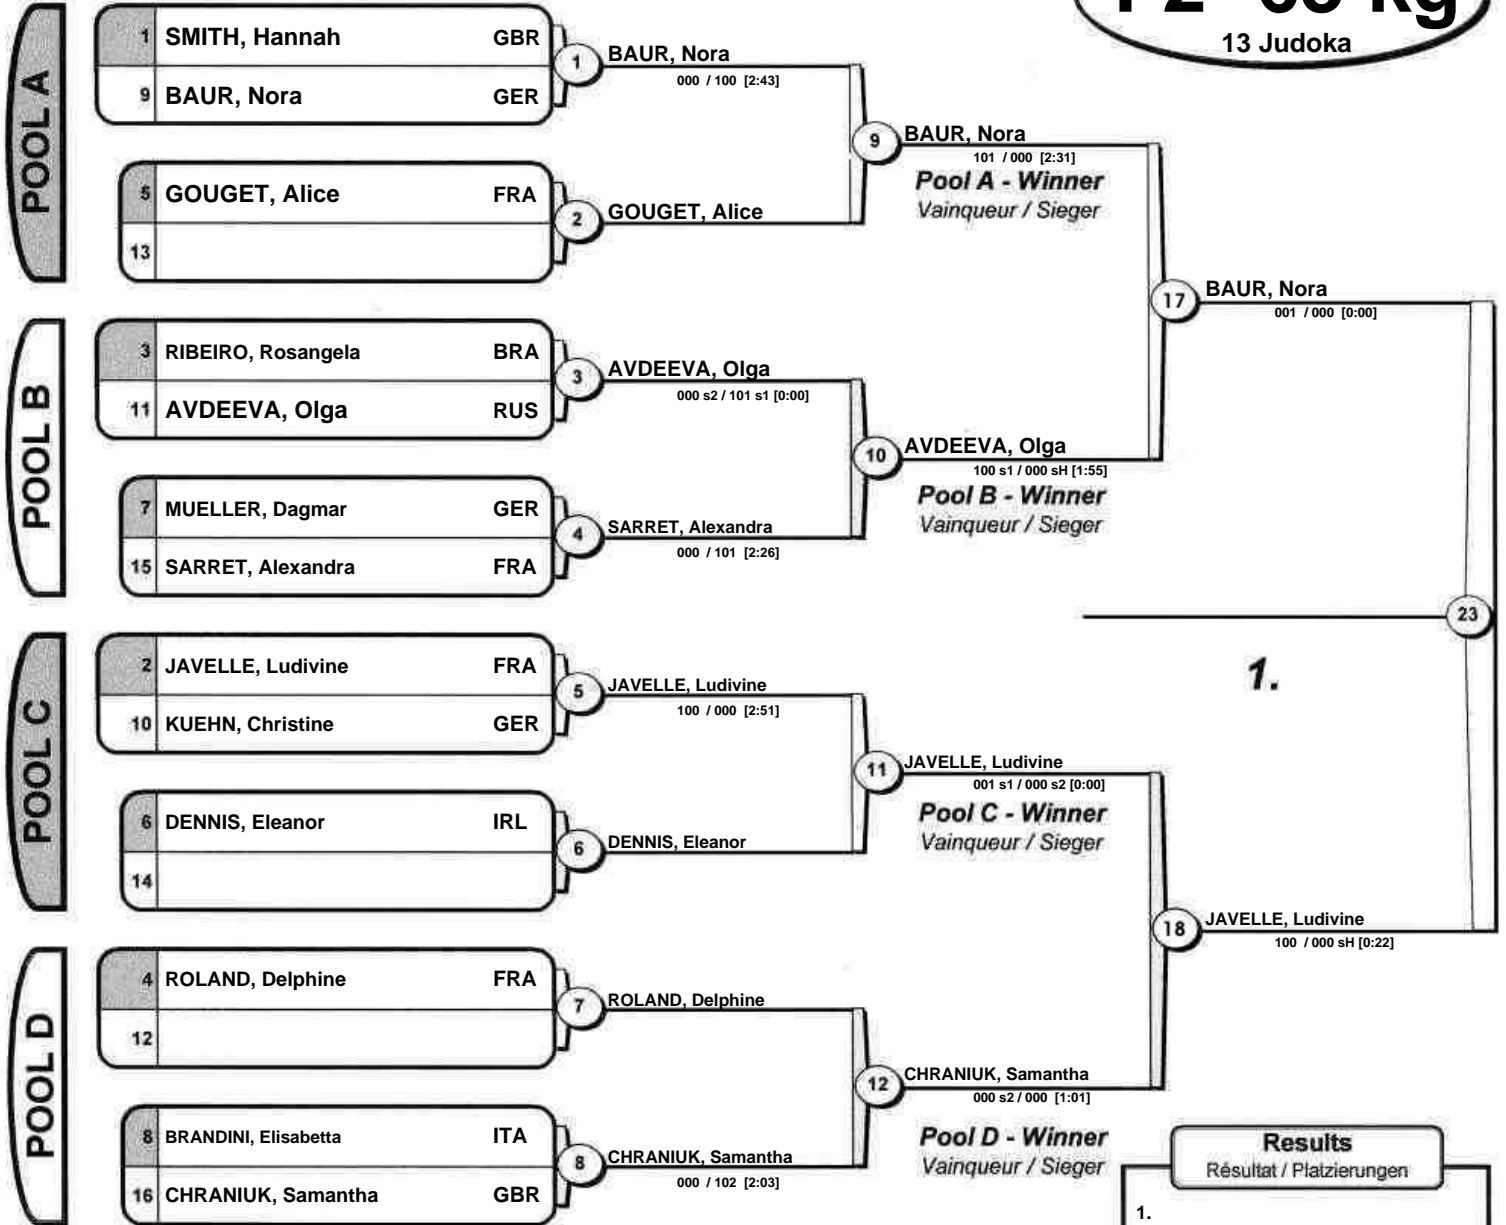 F2 -63 kg
13 Judoka
POOL A
1 SMITH, Hannah GBR
9 BAUR, Nora GER
1
BAUR, Nora
000 / 100 [2:43]
5 GOUGET, Alice FRA
13
2
GOUGET, Alice
9
BAUR, Nora
101 / 000 [2:31]
Pool A - Winner
Vainqueur / Sieger
POOL B
3 RIBEIRO, Rosangela BRA
11 AVDEEVA, Olga RUS
3
AVDEEVA, Olga
000 s2 / 101 s1 [0:00]
7 MUELLER, Dagmar GER
15 SARRET, Alexandra FRA
4
SARRET, Alexandra
000 / 101 [2:26]
10
AVDEEVA, Olga
100 s1 / 000 sH [1:55]
Pool B - Winner
Vainqueur / Sieger
17
BAUR, Nora
001 / 000 [0:00]
23
1.
POOL C
2 JAVELLE, Ludivine FRA
10 KUEHN, Christine GER
5
JAVELLE, Ludivine
100 / 000 [2:51]
6 DENNIS, Eleanor IRL
14
6
DENNIS, Eleanor
11
JAVELLE, Ludivine
001 s1 / 000 s2 [0:00]
Pool C - Winner
Vainqueur / Sieger
POOL D
4 ROLAND, Delphine FRA
12
7
ROLAND, Delphine
8 BRANDINI, Elisabetta ITA
16 CHRANIUK, Samantha GBR
8
CHRANIUK, Samantha
000 / 102 [2:03]
12
CHRANIUK, Samantha
000 s2 / 000 [1:01]
Pool D - Winner
Vainqueur / Sieger
18
JAVELLE, Ludivine
100 / 000 sH [0:22]
Results
Résultat / Platzierungen
1.